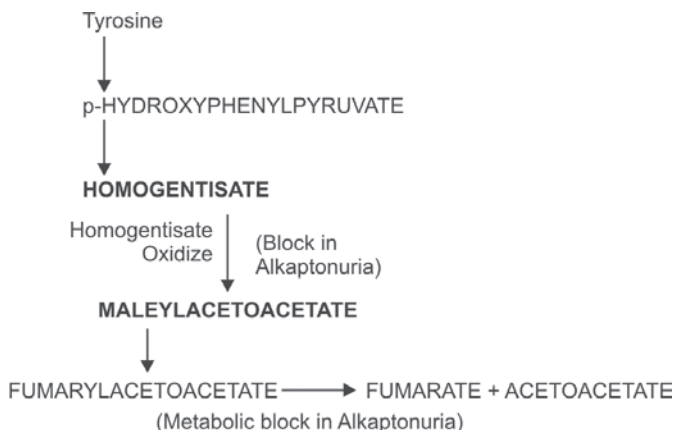 Tyrosine
p-HYDROXYPHENYLPYRUVATE
HOMOGENTISATE
Homogentisate
Oxidize
(Block in
Alkaptonuria)
MALEYLACETOACETATE
FUMARYLACETOACETATE FUMARATE + ACETOACETATE
(Metabolic block in Alkaptonuria)